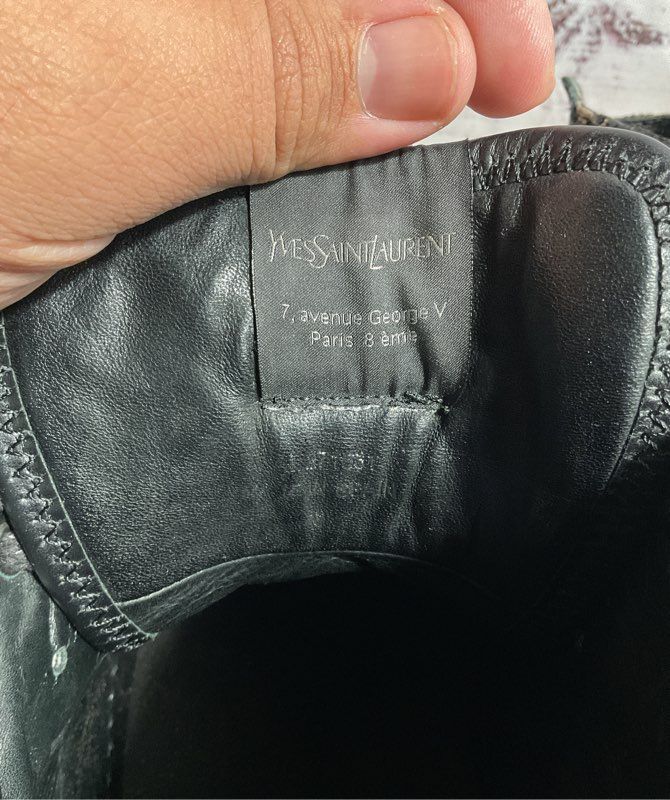 YVESSAINTLAURENT
7, avenue George V
Paris 8 ème